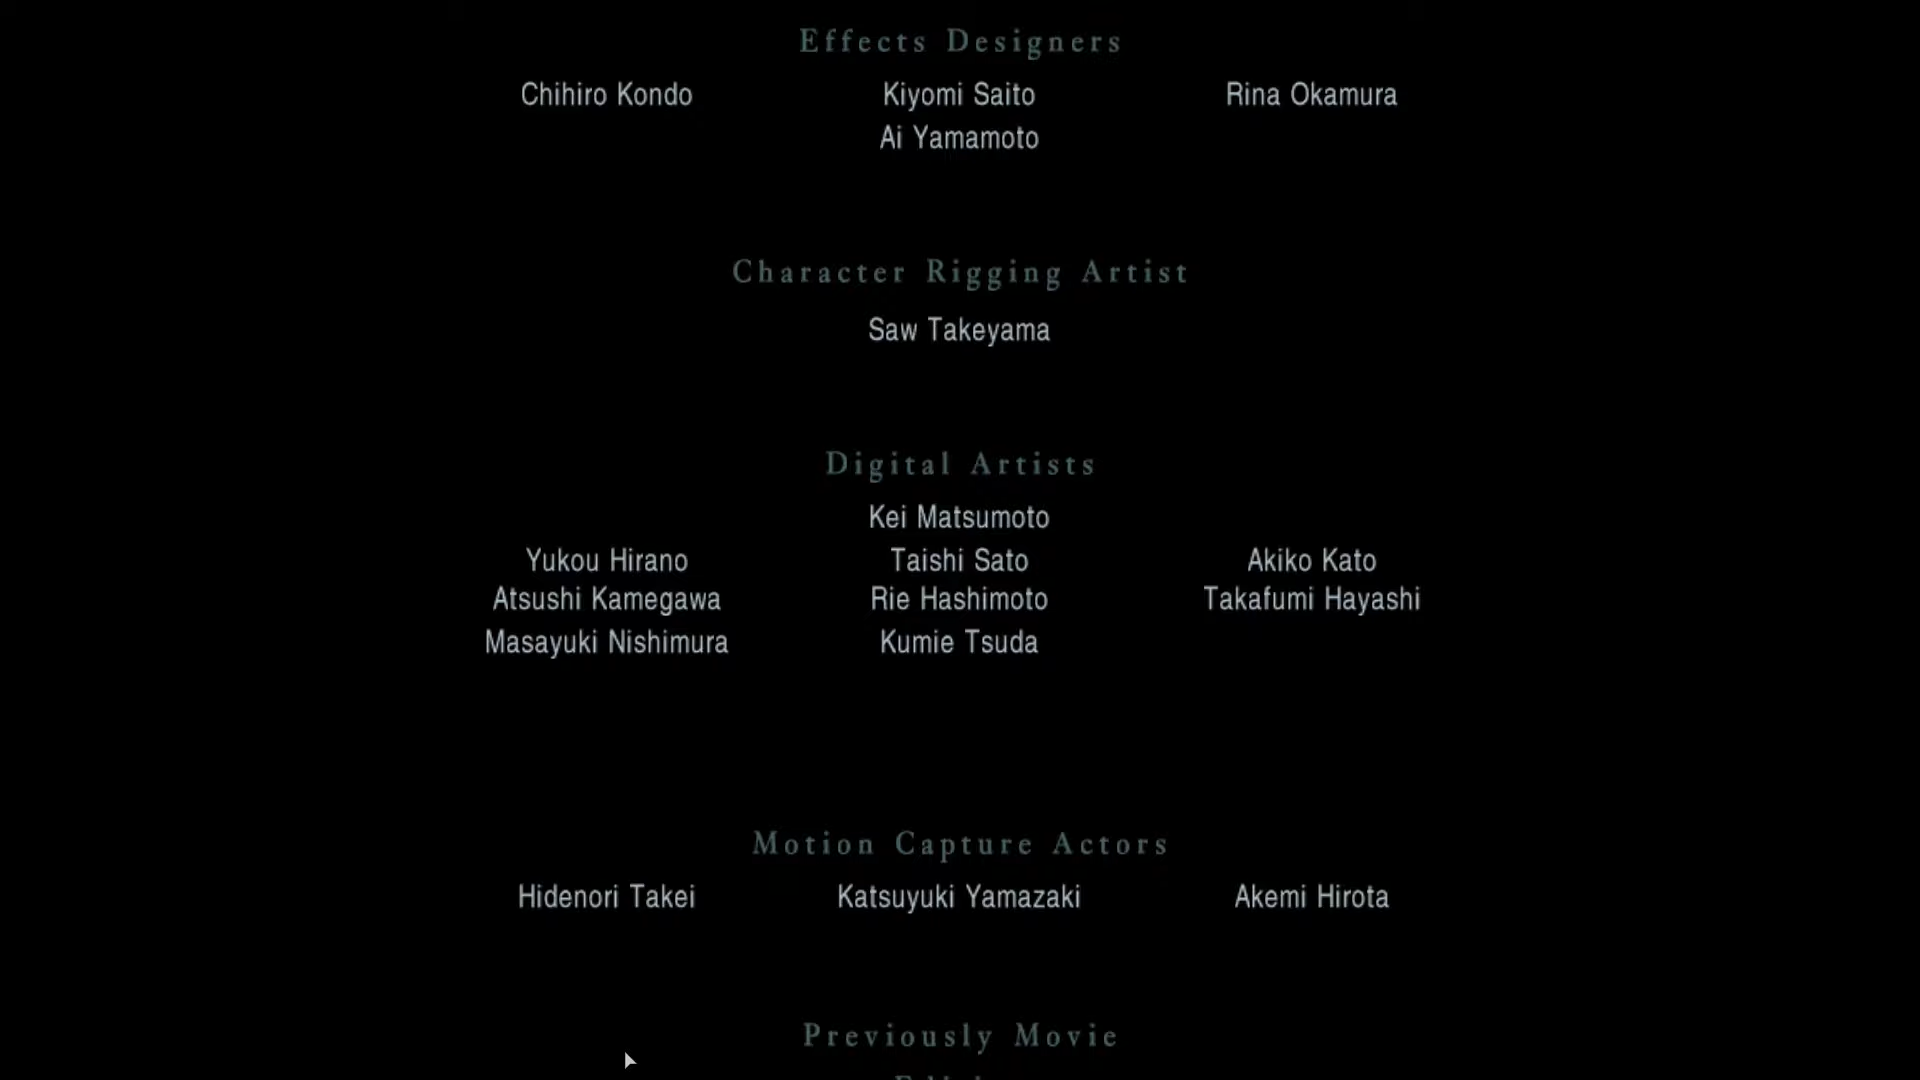 Effects Designers
Chihiro Kondo Kiyomi Saito Rina Okamura
Ai Yamamoto
Character Rigging Artist
Saw Takeyama
Digital Artists
Kei Matsumoto
Yukou Hirano Taishi Sato Akiko Kato
Atsushi Kamegawa Rie Hashimoto Takafumi Hayashi
Masayuki Nishimura Kumie Tsuda
Motion Capture Actors
Hidenori Takei Katsuyuki Yamazaki Akemi Hirota
Previously Movie